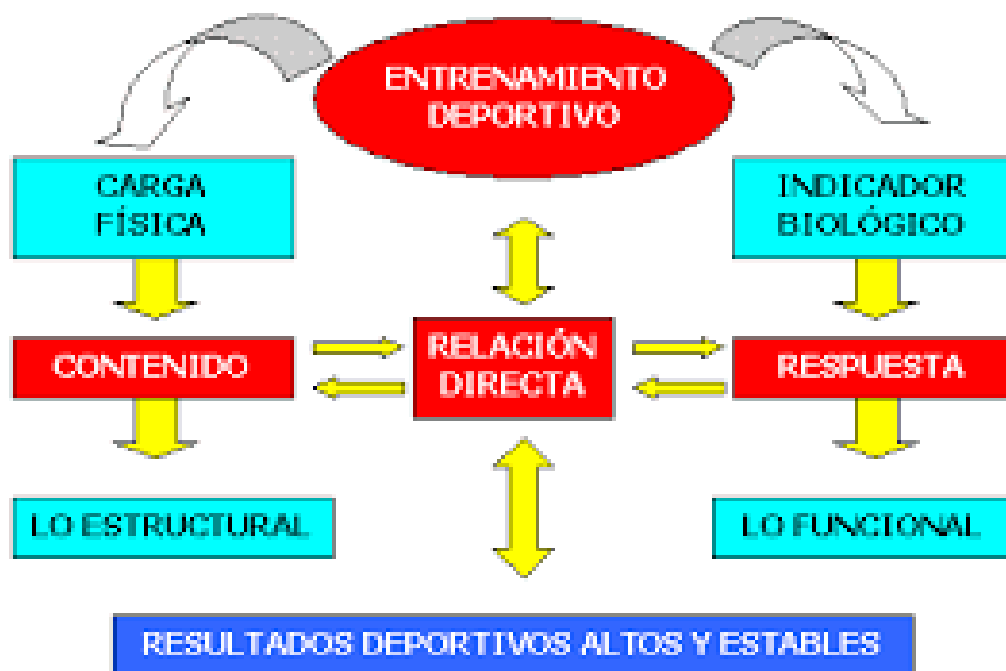 ENTRENAMIENTO
DEPORTIVO
CARGA
FÍSICA
INDICADOR
BIOLÓGICO
CONTENIDO
RELACIÓN
DIRECTA
RESPUESTA
LO ESTRUCTURAL
LO FUNCIONAL
RESULTADOS DEPORTIVOS ALTOS Y ESTABLES